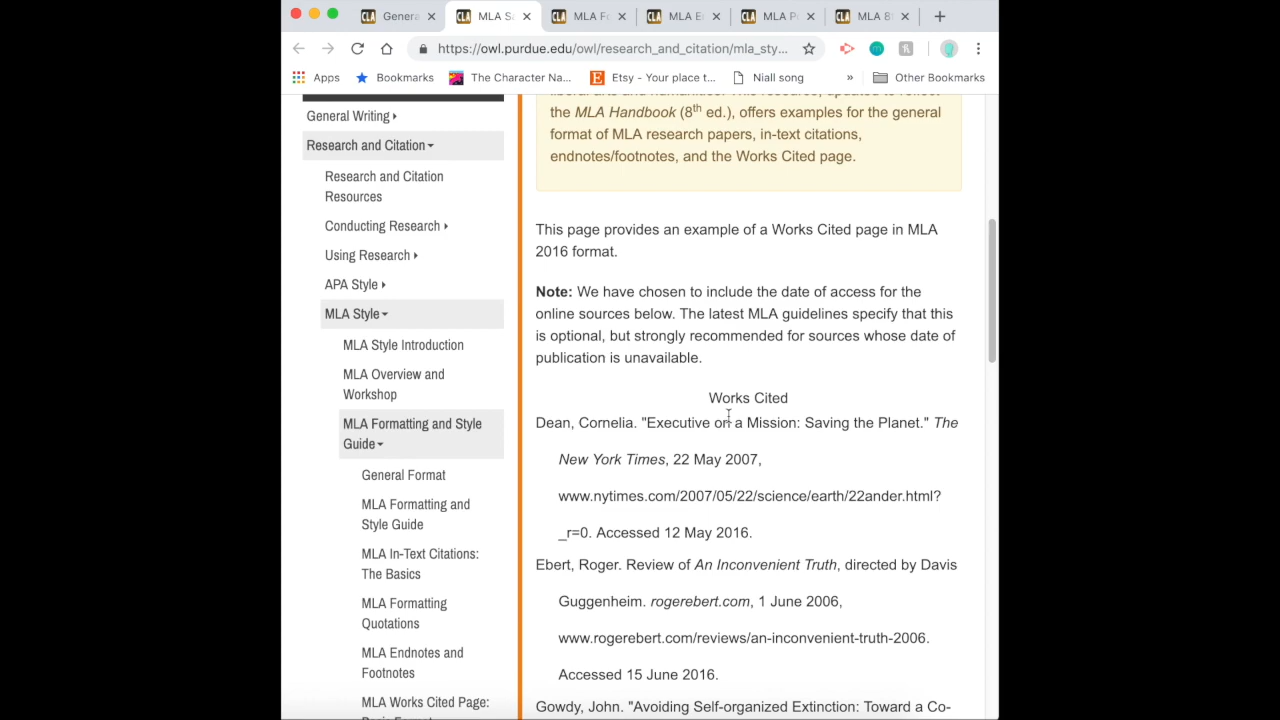 Genera
MLA S
MLA Fo
MLA E
MLA P
MLA 8
https://owl.purdue.edu/owl/research_and_citation/mla_sty...
Apps
Bookmarks
The Character Na...
Etsy - Your place t...
Niall song
»
Other Bookmarks
General Writing
Research and Citation
Research and Citation
Resources
Conducting Research
Using Research
APA Style
MLA Style
MLA Style Introduction
MLA Overview and
Workshop
MLA Formatting and Style
Guide
General Format
MLA Formatting and
Style Guide
MLA In-Text Citations:
The Basics
MLA Formatting
Quotations
MLA Endnotes and
Footnotes
MLA Works Cited Page:
the MLA Handbook (8th ed.), offers examples for the general
format of MLA research papers, in-text citations,
endnotes/footnotes, and the Works Cited page.
This page provides an example of a Works Cited page in MLA
2016 format.
Note: We have chosen to include the date of access for the
online sources below. The latest MLA guidelines specify that this
is optional, but strongly recommended for sources whose date of
publication is unavailable.
Works Cited
Dean, Cornelia. "Executive on a Mission: Saving the Planet." The
New York Times, 22 May 2007,
www.nytimes.com/2007/05/22/science/earth/22ander.html?
_r=0. Accessed 12 May 2016.
Ebert, Roger. Review of An Inconvenient Truth, directed by Davis
Guggenheim. rogerebert.com, 1 June 2006,
www.rogerebert.com/reviews/an-inconvenient-truth-2006.
Accessed 15 June 2016.
Gowdy, John. "Avoiding Self-organized Extinction: Toward a Co-